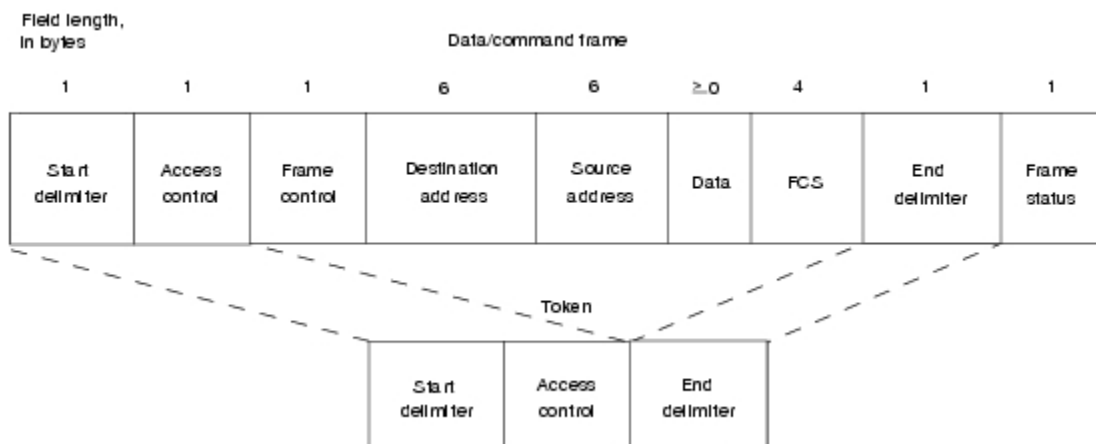 Field length,
in bytes
Data/command frame
1 1 1 6 6 ≥0 4 1 1
Start
delimiter
Access
control
Frame
control
Destination
address
Source
address
Data
FCS
End
delimiter
Frame
status
Token
Start
delimiter
Access
control
End
delimiter